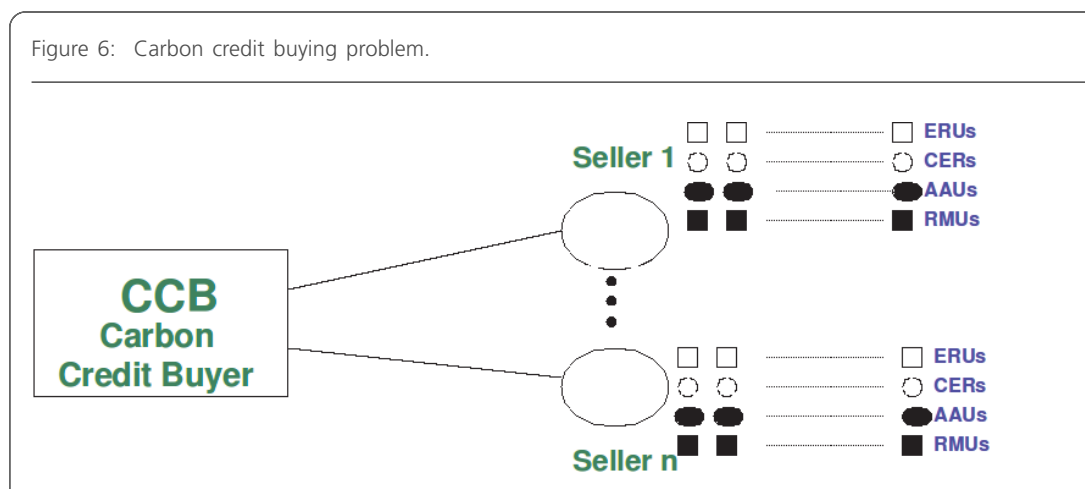 Figure 6: Carbon credit buying problem.
Seller 1
ERUs
CERs
AAUs
RMUs
CCB
Carbon
Credit Buyer
ERUs
CERs
AAUs
RMUs
Seller n